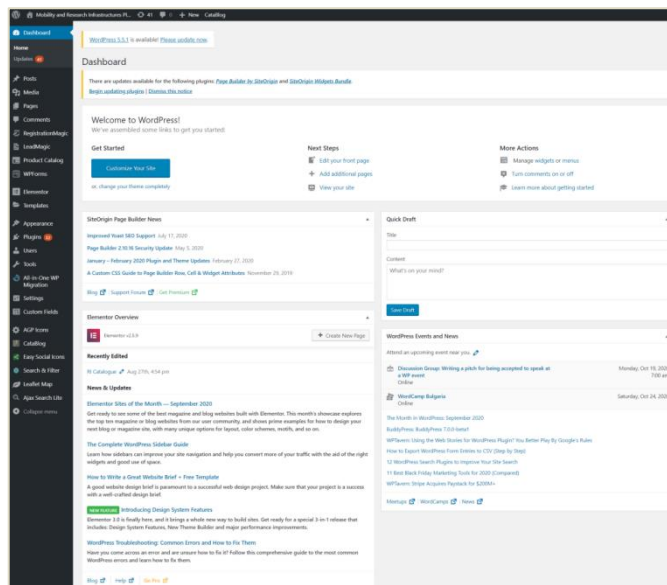 Mobility and Research Infrastructures Pl... 41 0 + New Catablog
Dashboard
Home
Updates
Posts
Media
Pages
Comments
RegistrationMagic
LeadMagic
Product Catalog
WPForms
Elementor
Templates
Appearance
Plugins
Users
Tools
All-in-One WP
Migration
Settings
Custom Fields
AGP Icons
CataBlog
Easy Social Icons
Search & Filter
Leaflet Map
Ajax Search Lite
Collapse menu
WordPress 5.5.1 is available! Please update now.
Dashboard
There are updates available for the following plugins: Page Builder by SiteOrigin and SiteOrigin Widgets Bundle.
Begin updating plugins | Dismiss this notice
Welcome to WordPress!
We've assembled some links to get you started:
Get Started
Customize Your Site
or, change your theme completely
Next Steps
Edit your front page
Add additional pages
View your site
More Actions
Manage widgets or menus
Turn comments on or off
Learn more about getting started
SiteOrigin Page Builder News
Improved Yoast SEO Support July 17, 2020
Page Builder 2.10.16 Security Update May 5, 2020
January – February 2020 Plugin and Theme Updates February 27, 2020
A Custom CSS Guide to Page Builder Row, Cell & Widget Attributes November 29, 2019
Blog | Support Forum | Get Premium
Elementor Overview
Elementor v2.9.9
+ Create New Page
Recently Edited
RI Catalogue Aug 27th, 4:54 pm
News & Updates
Elementor Sites of the Month — September 2020
Get ready to see some of the best magazine and blog websites built with Elementor. This month's showcase explores
the top ten magazine or blog websites from our user community, and shows prime examples for how to design your
next blog or magazine site, with many unique options for layout, color schemes, motifs, and so on.
The Complete WordPress Sidebar Guide
Learn how sidebars can improve your site navigation and help you convert more of your traffic with the aid of the right
widgets and good use of space.
How to Write a Great Website Brief + Free Template
A good website design brief is paramount to a successful web design project. Make sure that your project is a success
with a well-crafted design brief.
NEW FEATURE Introducing Design System Features
Elementor 3.0 is finally here, and it brings a whole new way to build sites. Get ready for a special 3-in-1 release that
includes: Design System Features, New Theme Builder and major performance improvements.
WordPress Troubleshooting: Common Errors and How to Fix Them
Have you come across an error and are unsure how to fix it? Follow this comprehensive guide to the most common
WordPress errors and learn how to fix them.
Blog | Help | Go Pro
Quick Draft
Title
Content
What's on your mind?
Save Draft
WordPress Events and News
Attend an upcoming event near you.
Discussion Group: Writing a pitch for being accepted to speak at Monday, Oct 19, 202
a WP event 7:00 am
Online
WordCamp Bulgaria Saturday, Oct 24, 202
Online
The Month in WordPress: September 2020
BuddyPress: BuddyPress 7.0.0-beta1
WPTavern: Using the Web Stories for WordPress Plugin? You Better Play By Google's Rules
How to Export WordPress Form Entries to CSV (Step by Step)
12 WordPress Search Plugins to Improve Your Site Search
11 Best Black Friday Marketing Tools for 2020 (Compared)
WPTavern: Stripe Acquires Paystack for $200M+
Meetups | WordCamps | News